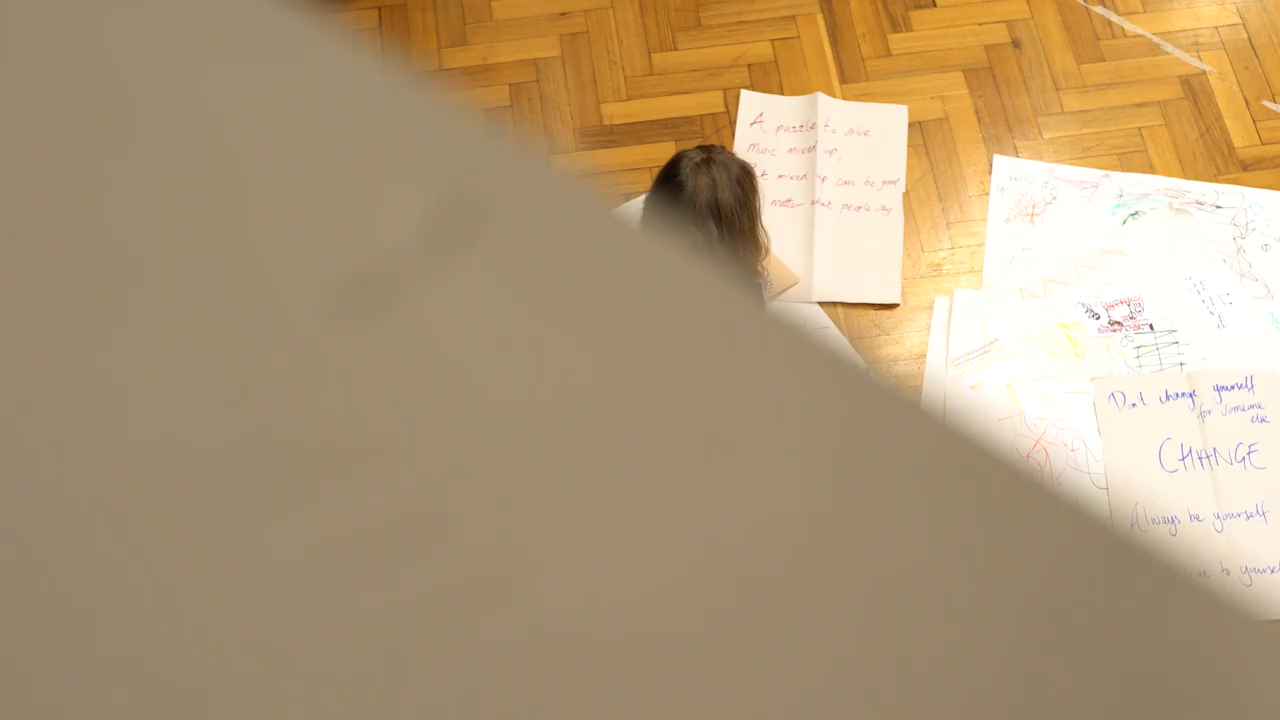 A puzzle to solve
Music mixed up,
mixed up can be good
matter what people say
Don't change yourself
for someone
else
CHANGE
Always be yourself
to yourself